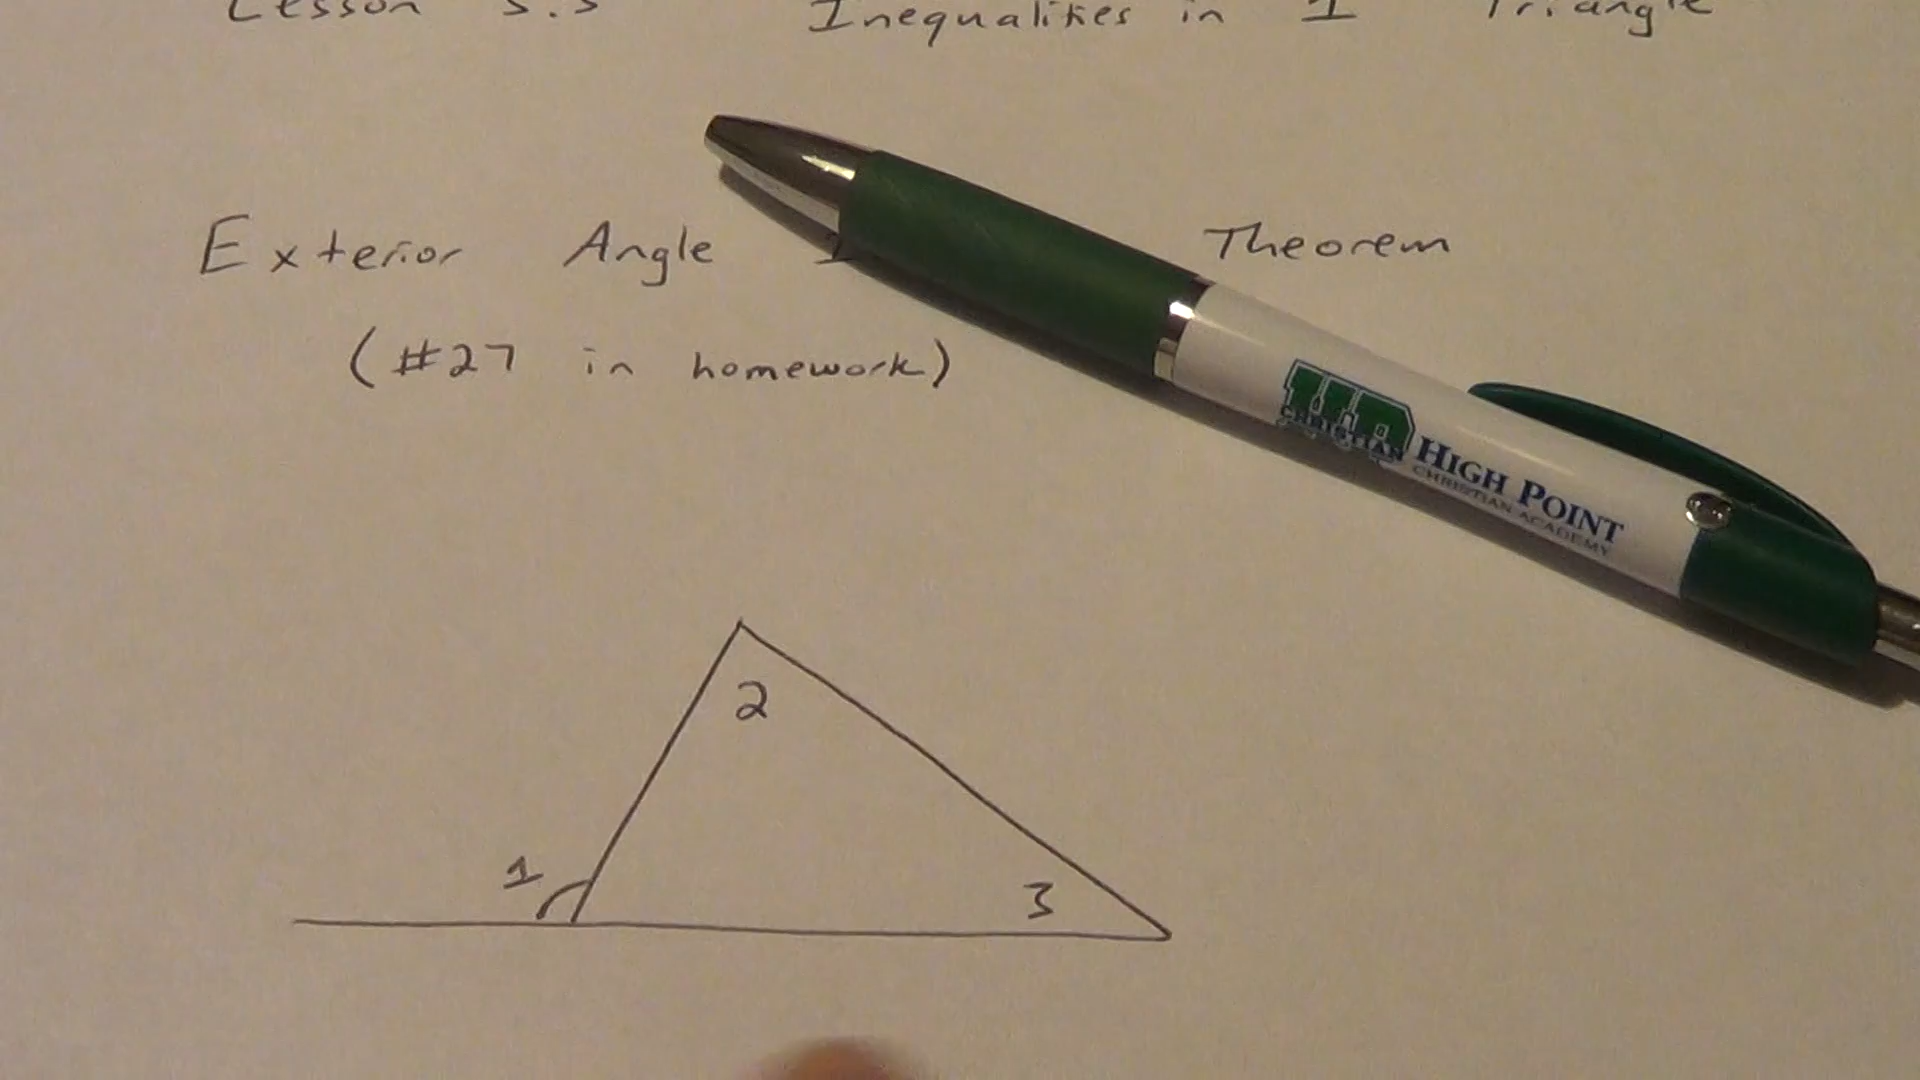 Lesson 5.5 Inequalities in 1 Triangle
Exterior Angle Theorem
(#27 in homework)
CHRISTIAN
HIGH POINT
CHRISTIAN ACADEMY
2
1
3